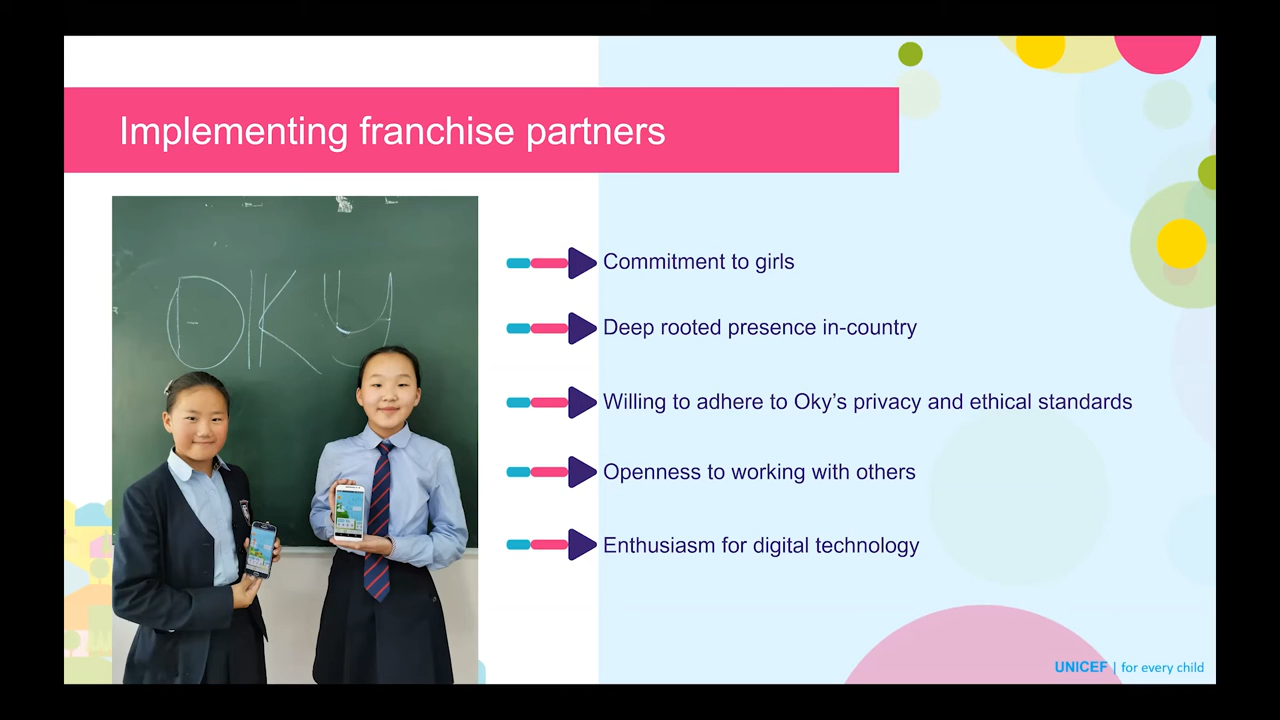 Implementing franchise partners
OKY
Commitment to girls
Deep rooted presence in-country
Willing to adhere to Oky’s privacy and ethical standards
Openness to working with others
Enthusiasm for digital technology
UNICEF | for every child